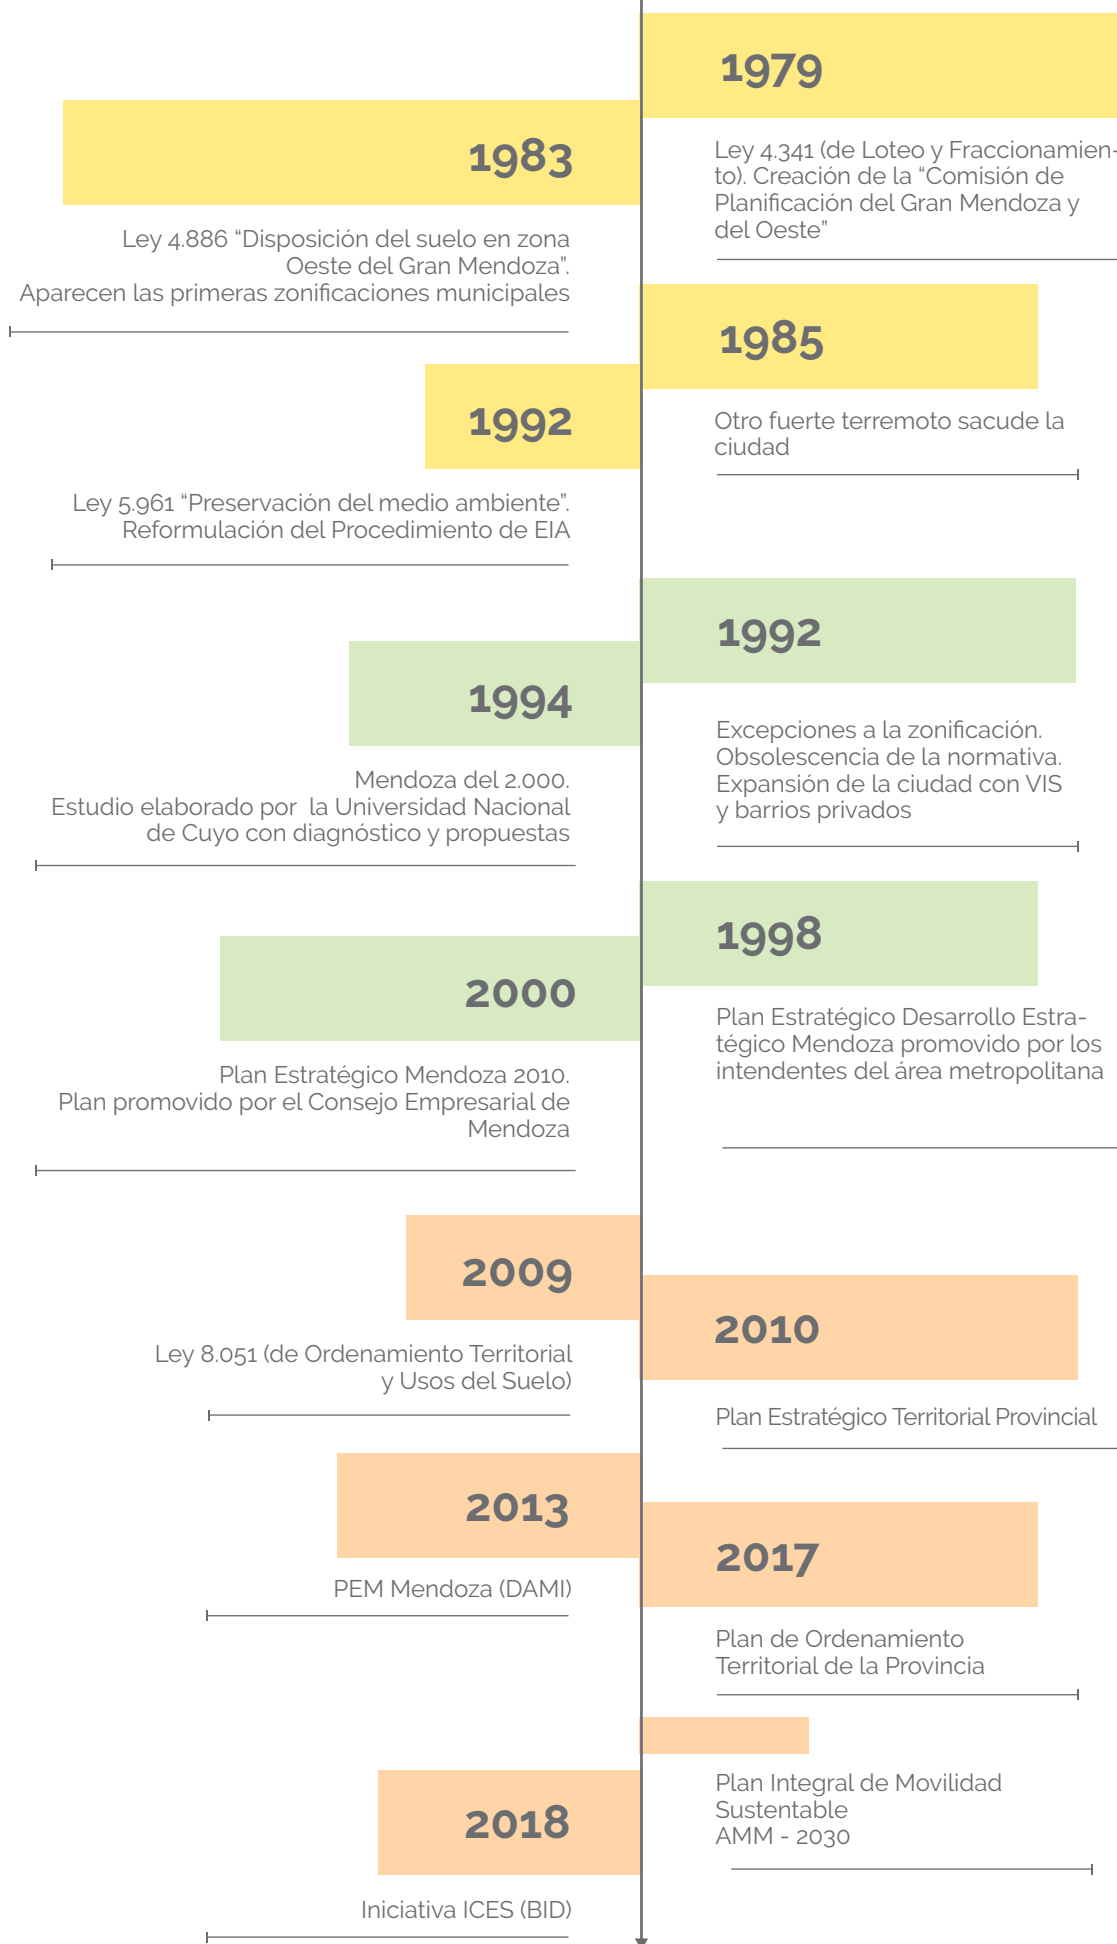 1979
Ley 4.341 (de Loteo y Fraccionamien-
to). Creación de la “Comisión de
Planificación del Gran Mendoza y
del Oeste”
1983
Ley 4.886 “Disposición del suelo en zona
Oeste del Gran Mendoza”.
Aparecen las primeras zonificaciones municipales
1985
Otro fuerte terremoto sacude la
ciudad
1992
Ley 5.961 “Preservación del medio ambiente”.
Reformulación del Procedimiento de EIA
1992
Excepciones a la zonificación.
Obsolescencia de la normativa.
Expansión de la ciudad con VIS
y barrios privados
1994
Mendoza del 2.000.
Estudio elaborado por la Universidad Nacional
de Cuyo con diagnóstico y propuestas
1998
Plan Estratégico Desarrollo Estra-
tégico Mendoza promovido por los
intendentes del área metropolitana
2000
Plan Estratégico Mendoza 2010.
Plan promovido por el Consejo Empresarial de
Mendoza
2009
Ley 8.051 (de Ordenamiento Territorial
y Usos del Suelo)
2010
Plan Estratégico Territorial Provincial
2013
PEM Mendoza (DAMI)
2017
Plan de Ordenamiento
Territorial de la Provincia
Plan Integral de Movilidad
Sustentable
AMM - 2030
2018
Iniciativa ICES (BID)